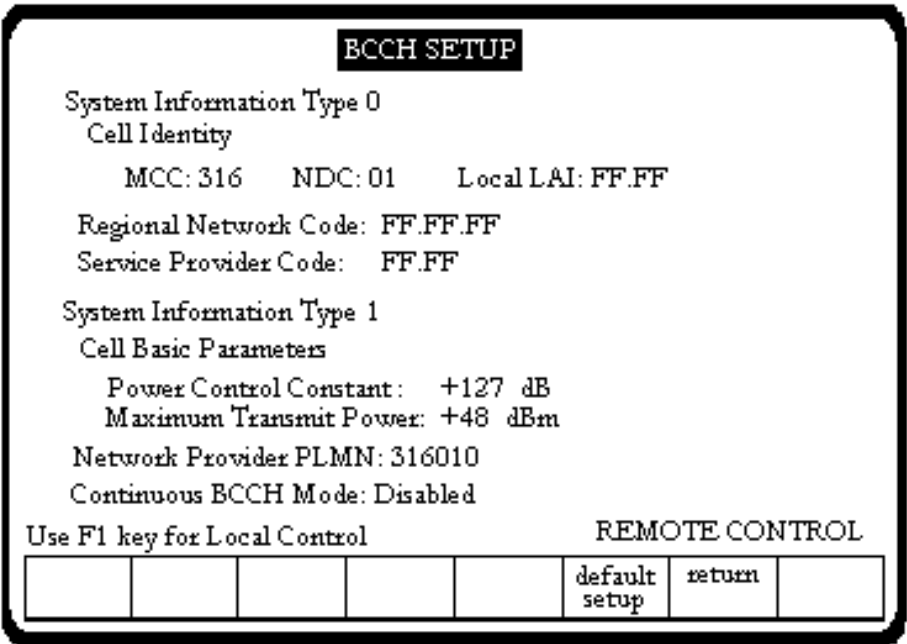 BCCH SETUP
System Information Type 0
Cell Identity
MCC: 316 NDC: 01 Local LAI: FF.FF
Regional Network Code: FF.FF.FF
Service Provider Code: FF.FF
System Information Type 1
Cell Basic Parameters
Power Control Constant: +127 dB
Maximum Transmit Power: +48 dBm
Network Provider PLMN: 316010
Continuous BCCH Mode: Disabled
Use F1 key for Local Control REMOTE CONTROL
default return
setup